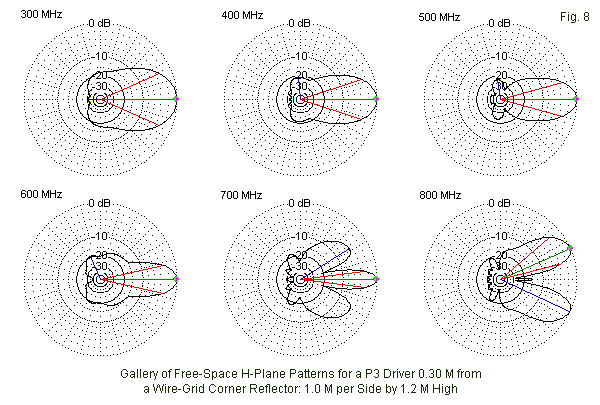 300 MHz
0 dB
-10
-20
30
400 MHz
0 dB
-10
-20
30
500 MHz
0 dB
-10
-20
30
Fig. 8
600 MHz
0 dB
-10
-20
30
700 MHz
0 dB
-10
-20
30
800 MHz
0 dB
-10
-20
30
Gallery of Free-Space H-Plane Patterns for a P3 Driver 0.30 M from
a Wire-Grid Corner Reflector: 1.0 M per Side by 1.2 M High